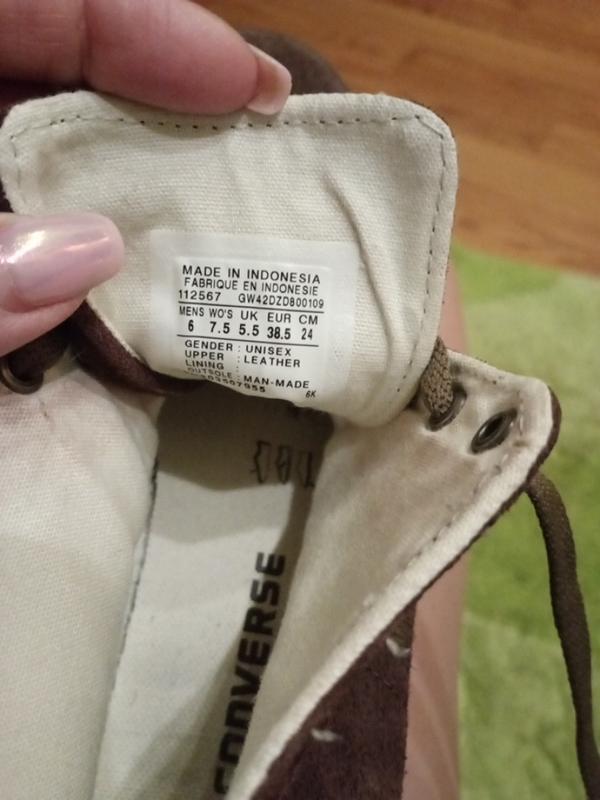 MADE IN INDONESIA
FABRIQUE EN INDONESIE
112567 GW42DZD800109
MENS WO'S UK EUR CM
6 7.5 5.5 38.5 24
GENDER : UNISEX
UPPER : LEATHER
LINING
OUTSOLE : MAN-MADE
6K
CONVERSE